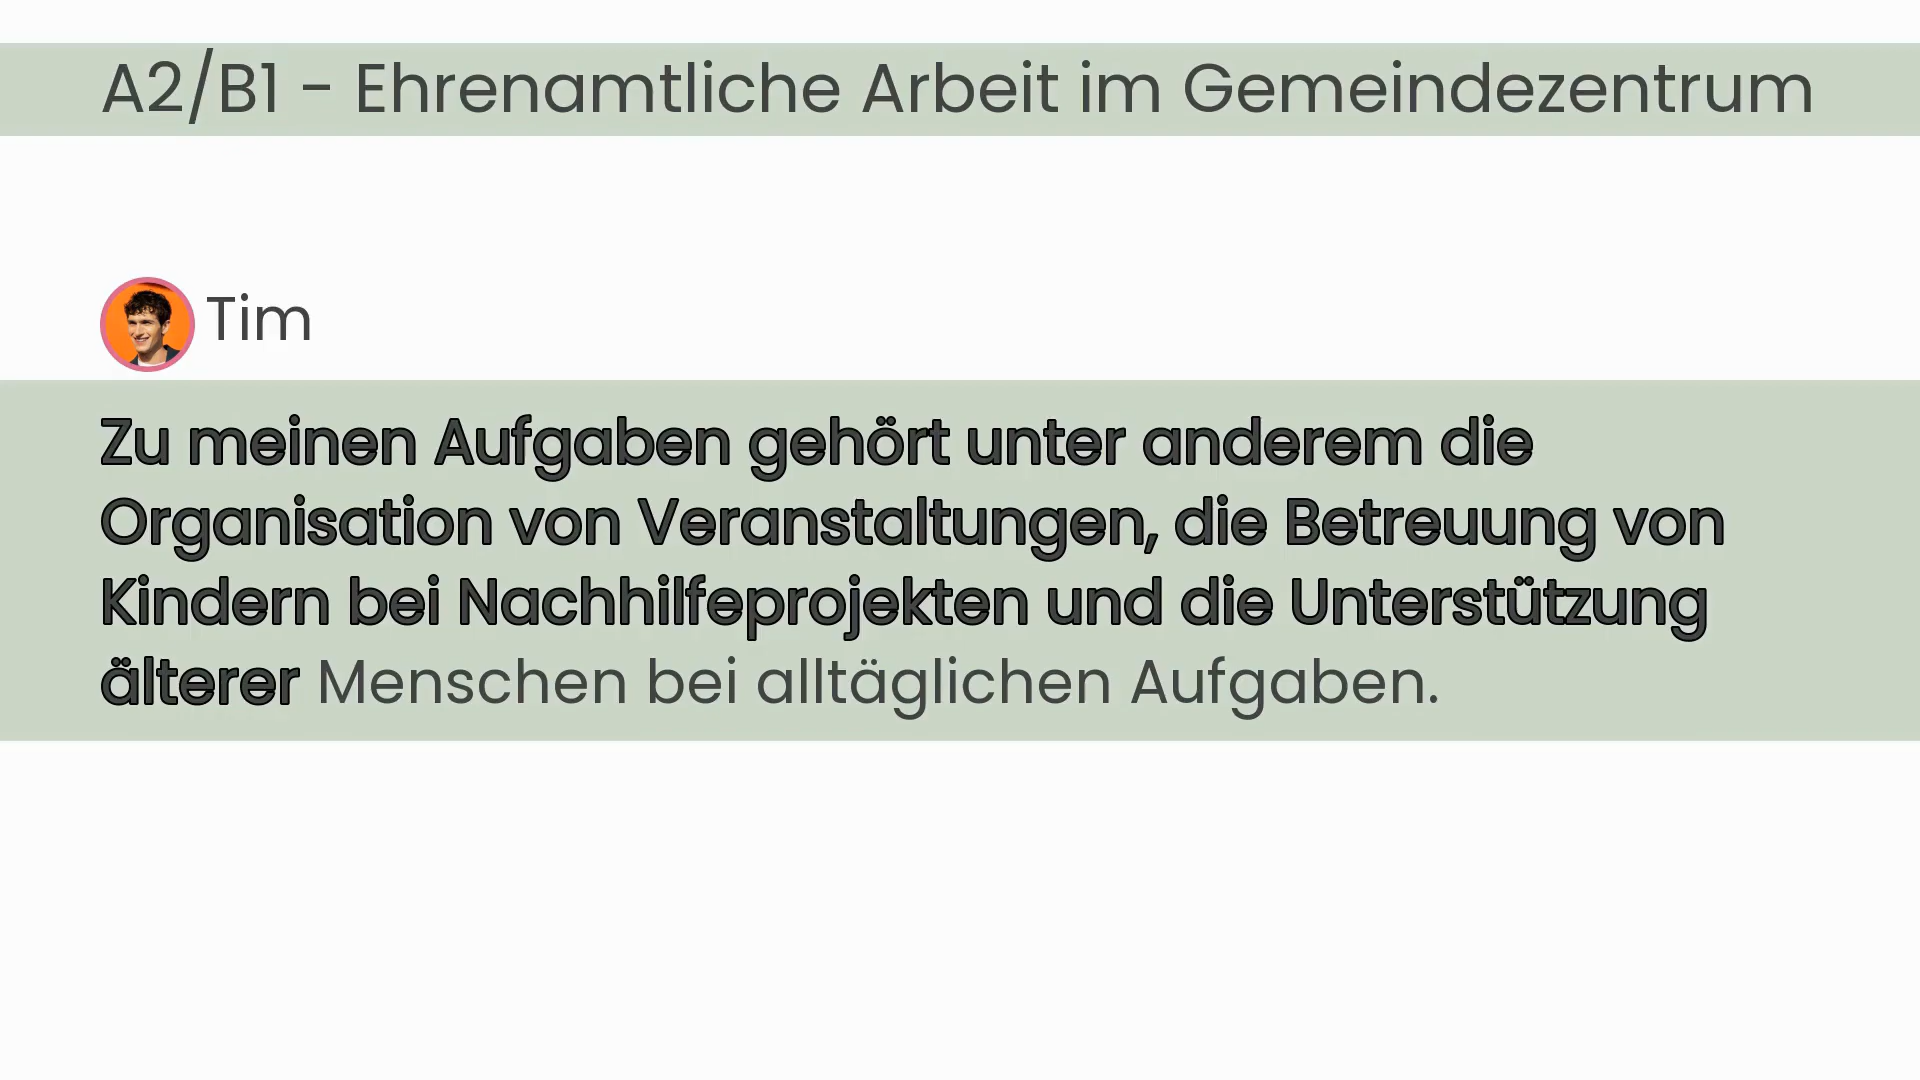 A2/B1 - Ehrenamtliche Arbeit im Gemeindezentrum
Tim
Zu meinen Aufgaben gehört unter anderem die
Organisation von Veranstaltungen, die Betreuung von
Kindern bei Nachhilfeprojekten und die Unterstützung
älterer Menschen bei alltäglichen Aufgaben.